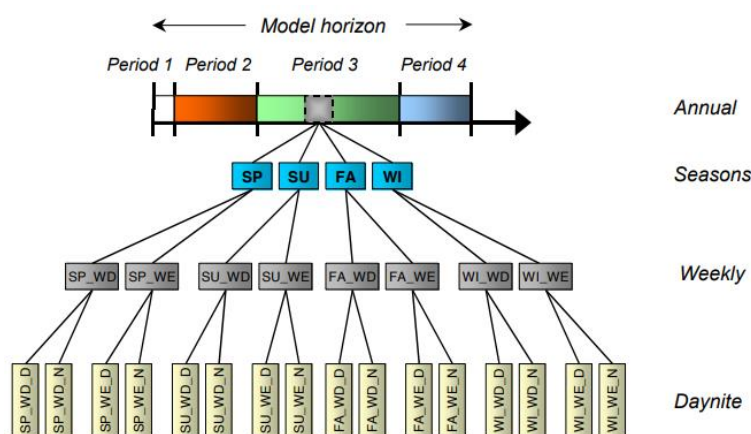 Model horizon
Period 1 Period 2 Period 3 Period 4
Annual
SP SU FA WI
Seasons
SP_WD SP_WE SU_WD SU_WE FA_WD FA_WE WI_WD WI_WE
Weekly
SP_WD_D SP_WD_N SP_WE_D SP_WE_N SU_WD_D SU_WD_N SU_WE_D SU_WE_N FA_WD_D FA_WD_N FA_WE_D FA_WE_N WI_WD_D WI_WD_N WI_WE_D WI_WE_N
Daynite